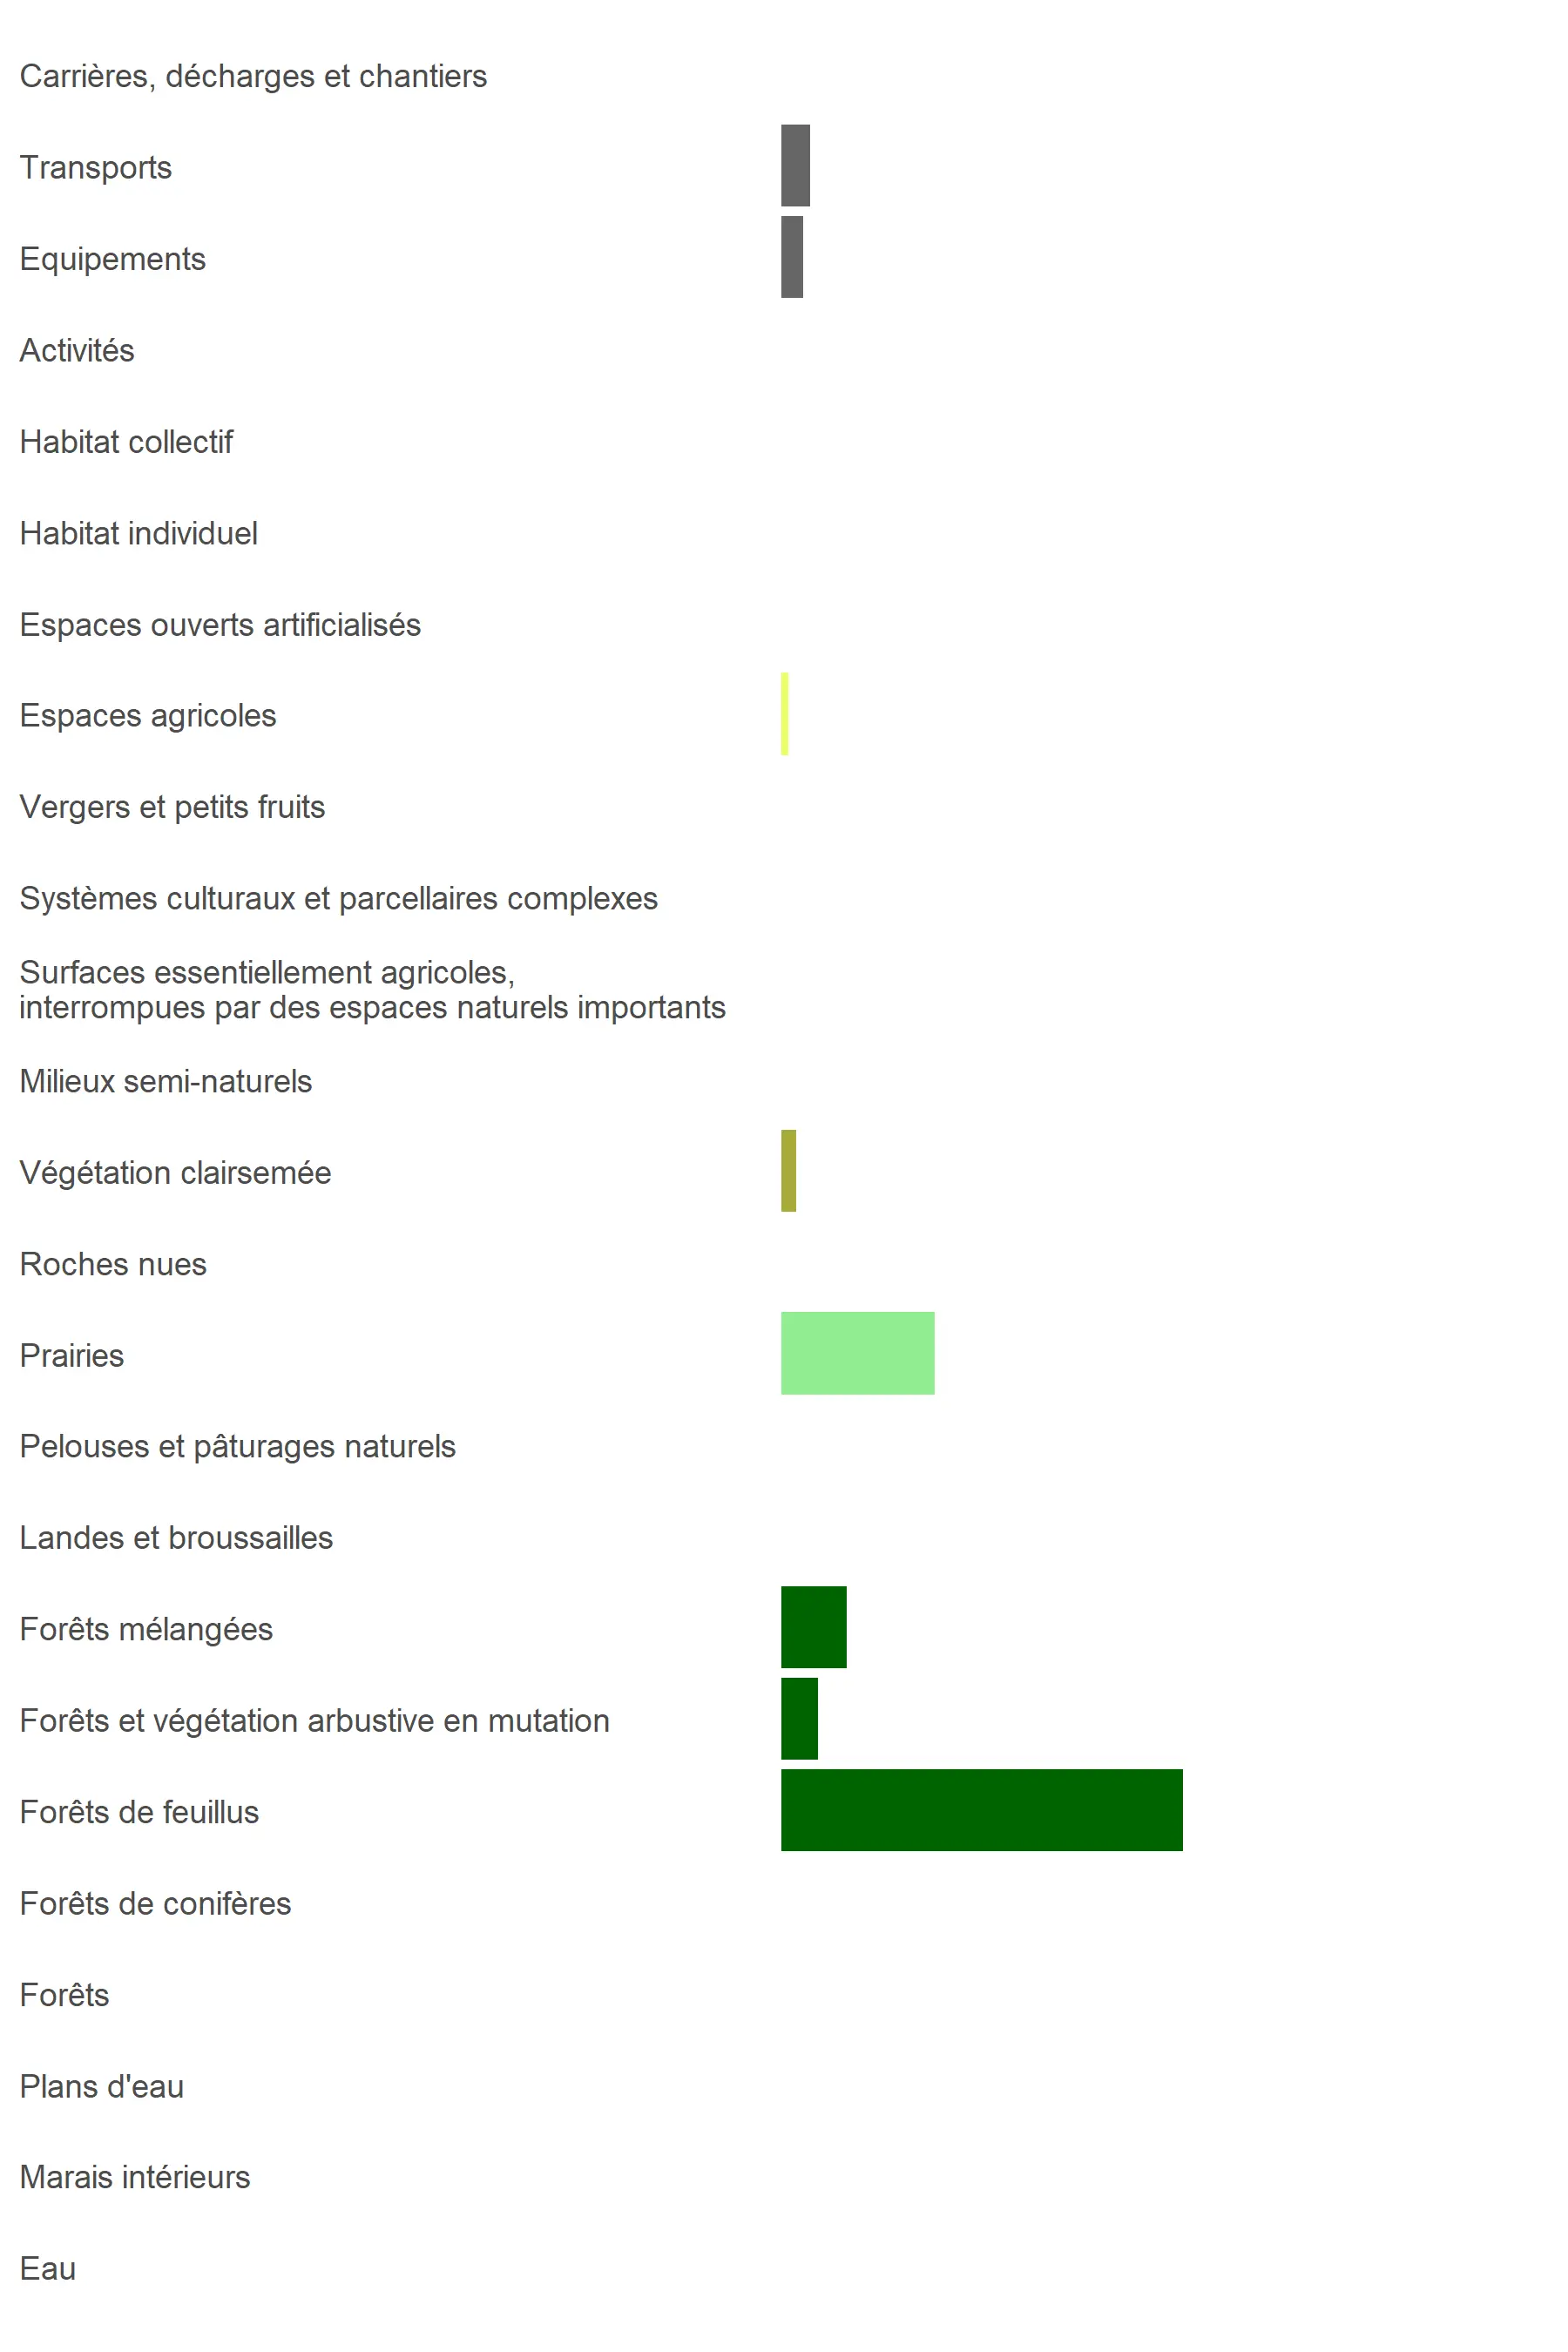 Carrières, décharges et chantiers
Transports
Equipements
Activités
Habitat collectif
Habitat individuel
Espaces ouverts artificialisés
Espaces agricoles
Vergers et petits fruits
Systèmes culturaux et parcellaires complexes
Surfaces essentiellement agricoles,
interrompues par des espaces naturels importants
Milieux semi-naturels
Végétation clairsemée
Roches nues
Prairies
Pelouses et pâturages naturels
Landes et broussailles
Forêts mélangées
Forêts et végétation arbustive en mutation
Forêts de feuillus
Forêts de conifères
Forêts
Plans d'eau
Marais intérieurs
Eau